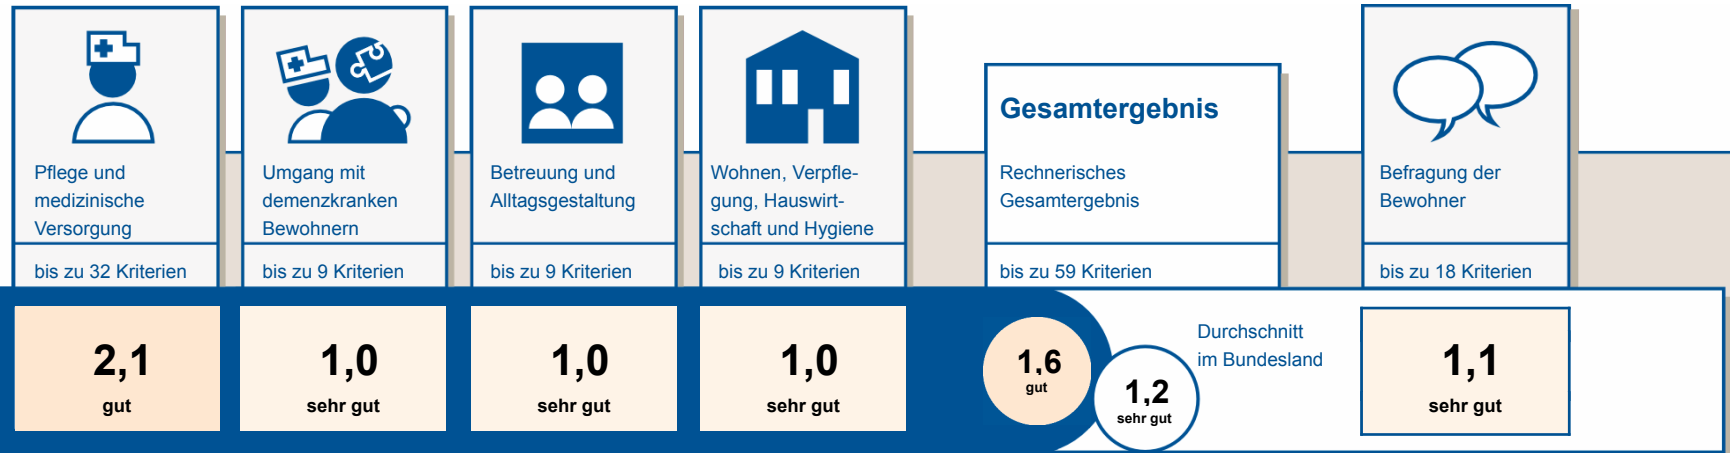 Pflege und
medizinische
Versorgung
bis zu 32 Kriterien
2,1
gut
Umgang mit
demenzkranken
Bewohnern
bis zu 9 Kriterien
1,0
sehr gut
Betreuung und
Alltagsgestaltung
bis zu 9 Kriterien
1,0
sehr gut
Wohnen, Verpfle-
gung, Hauswirt-
schaft und Hygiene
bis zu 9 Kriterien
1,0
sehr gut
Gesamtergebnis
Rechnerisches
Gesamtergebnis
bis zu 59 Kriterien
1,6
gut
Durchschnitt
im Bundesland
1,2
sehr gut
Befragung der
Bewohner
bis zu 18 Kriterien
1,1
sehr gut